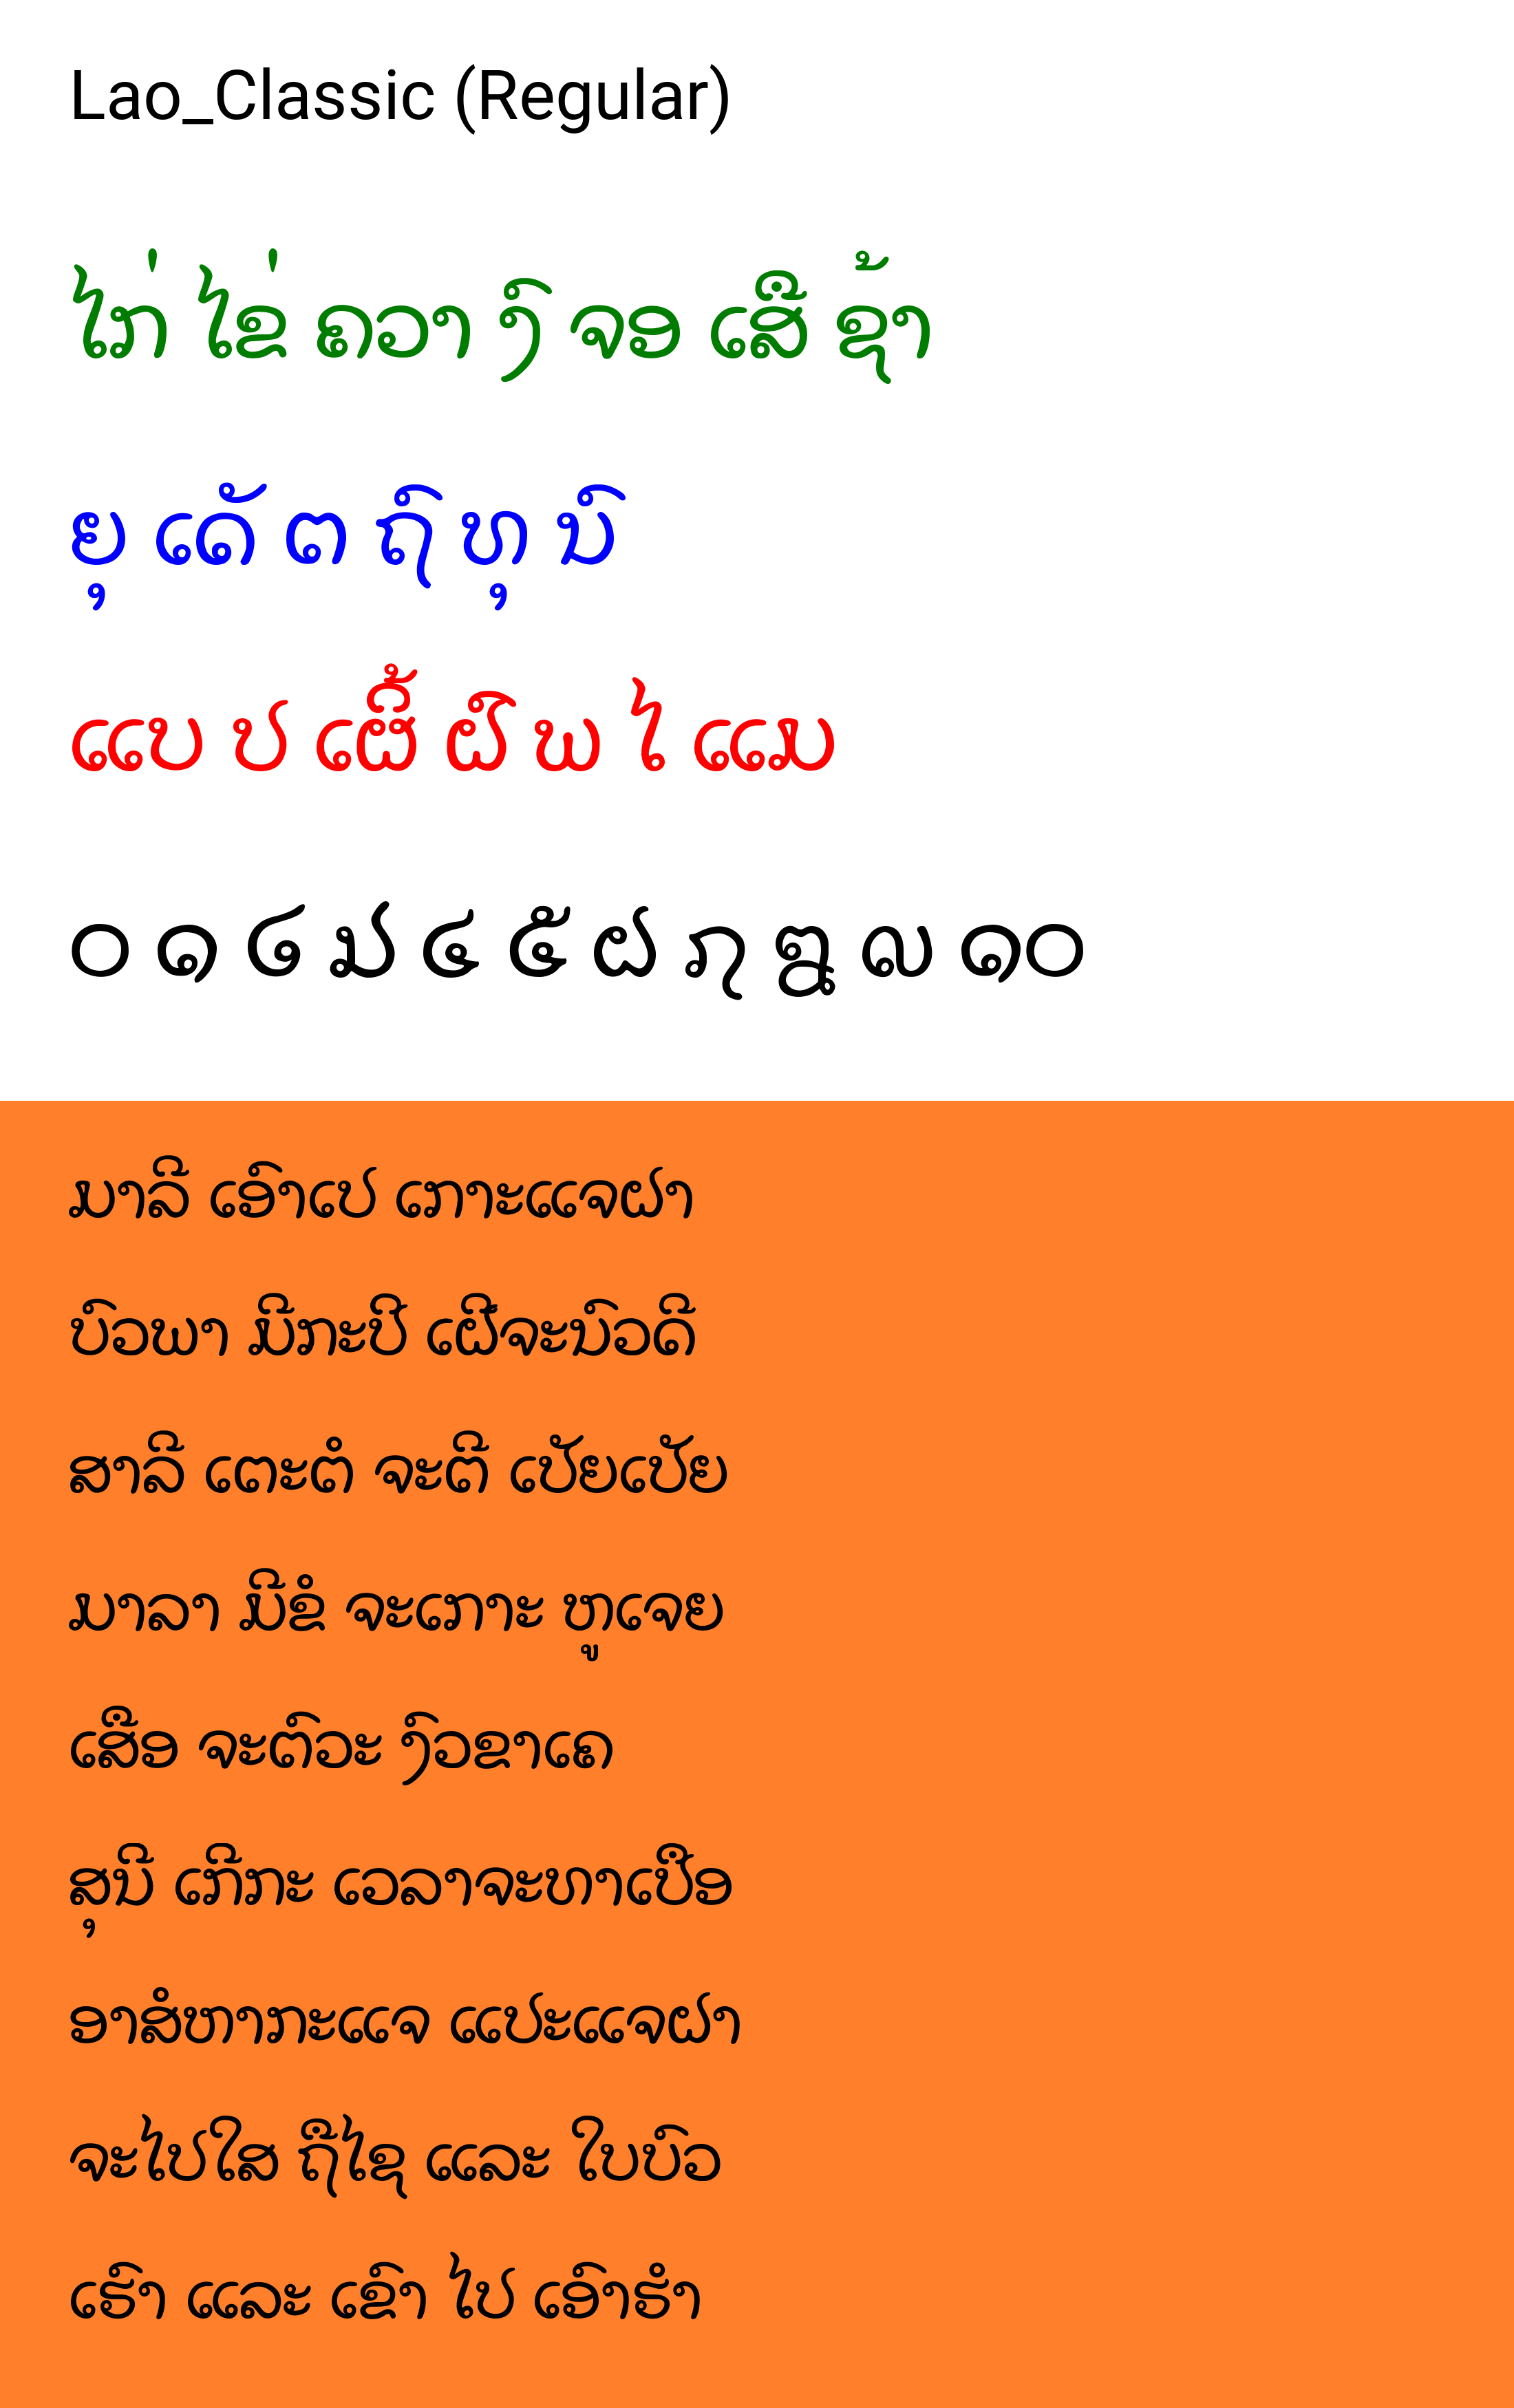 Lao_Classic (Regular)
ໄກ່ ໄຂ່ ຄວາ ງົ ຈອ ເສື ຊ້າ
ຍຸ ເດັ ຕ ຖົ ຫຸ ນົ
ແບ ປ ເຜິ້ ຝົ ພ ໄ ແມ
໐ ໑ ໒ ໓ ໔ ໕ ໖ ໗ ໘ ໙ ໑໐
ມາລີ ເອົາເປ ເກາະແຈຝາ
ບົວພາ ມີກະປີ ເຝີຈະນົວດີ
ສາລີ ເຕະຕໍ ຈະຕີ ເປັຍເປັຍ
ມາລາ ມີຂໍ ຈະເກາະ ຫູເຈຍ
ເສືອ ຈະຕົວະ ງົວຂາເຄ
ສຸນີ ເກີກະ ເວລາຈະທາເປືອ
ອາສໍຫາກະແຈ ແປະແຈຝາ
ຈະໄປໃສ ຖືໄຊ ແລະ ໃບບົວ
ເຮົາ ແລະ ເຂົາ ໄປ ເອົາຮຳ